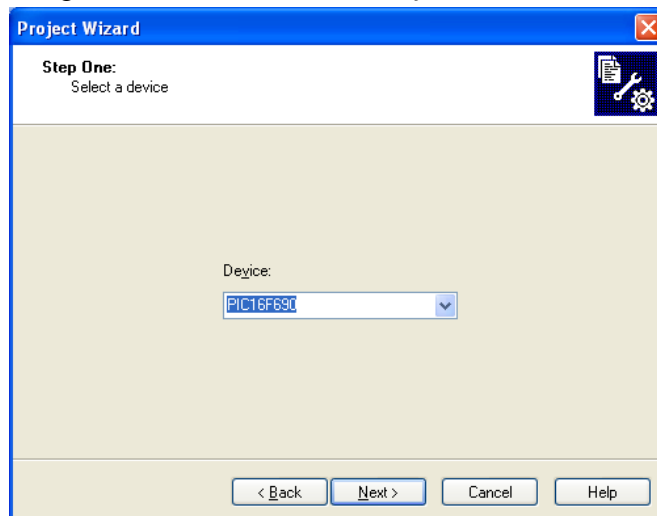 Project Wizard
Step One:
Select a device
Device:
PIC16F690
< Back Next > Cancel Help